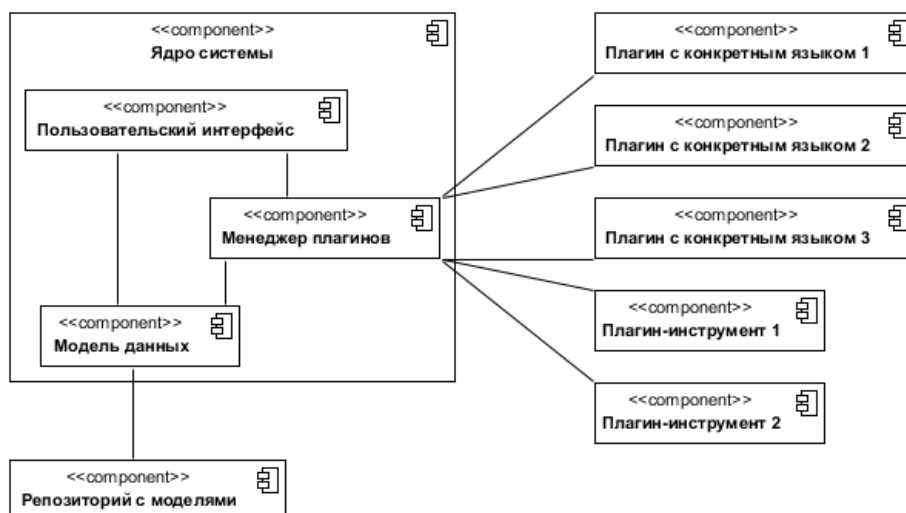 <<component>>
Ядро системы
<<component>>
Пользовательский интерфейс
<<component>>
Менеджер плагинов
<<component>>
Модель данных
<<component>>
Репозиторий с моделями
<<component>>
Плагин с конкретным языком 1
<<component>>
Плагин с конкретным языком 2
<<component>>
Плагин с конкретным языком 3
<<component>>
Плагин-инструмент 1
<<component>>
Плагин-инструмент 2